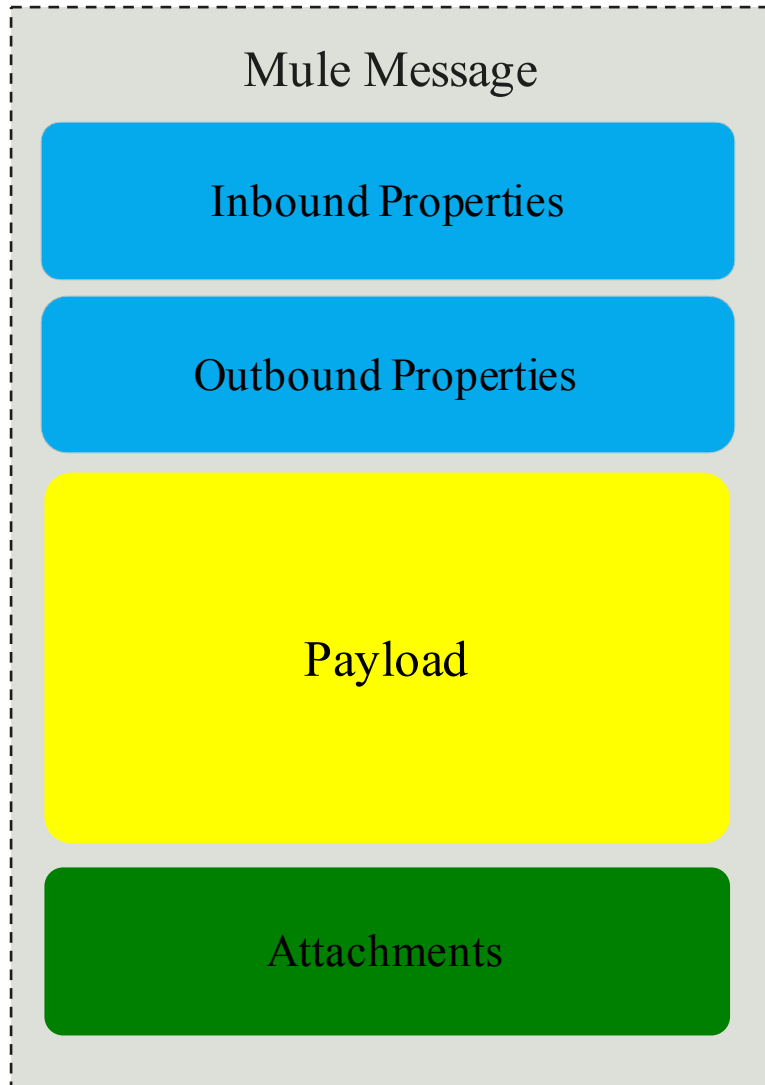 Mule Message
Inbound Properties
Outbound Properties
Payload
Attachments